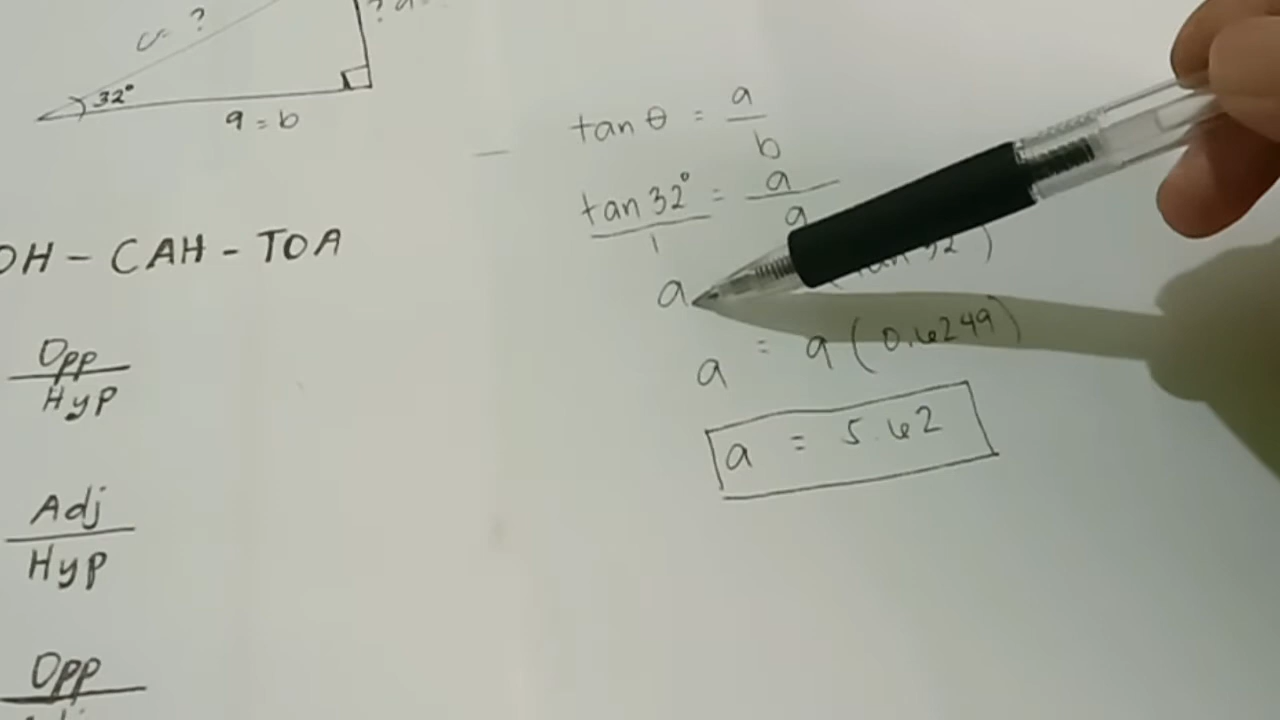 c = ?
? a
32°
9 = b
OH - CAH - TOA
Opp
Hyp
Adj
Hyp
Opp
tan θ = a
b
tan 32° = a
1 9
a 32 )
a = 9 ( 0.6249 )
a = 5.62